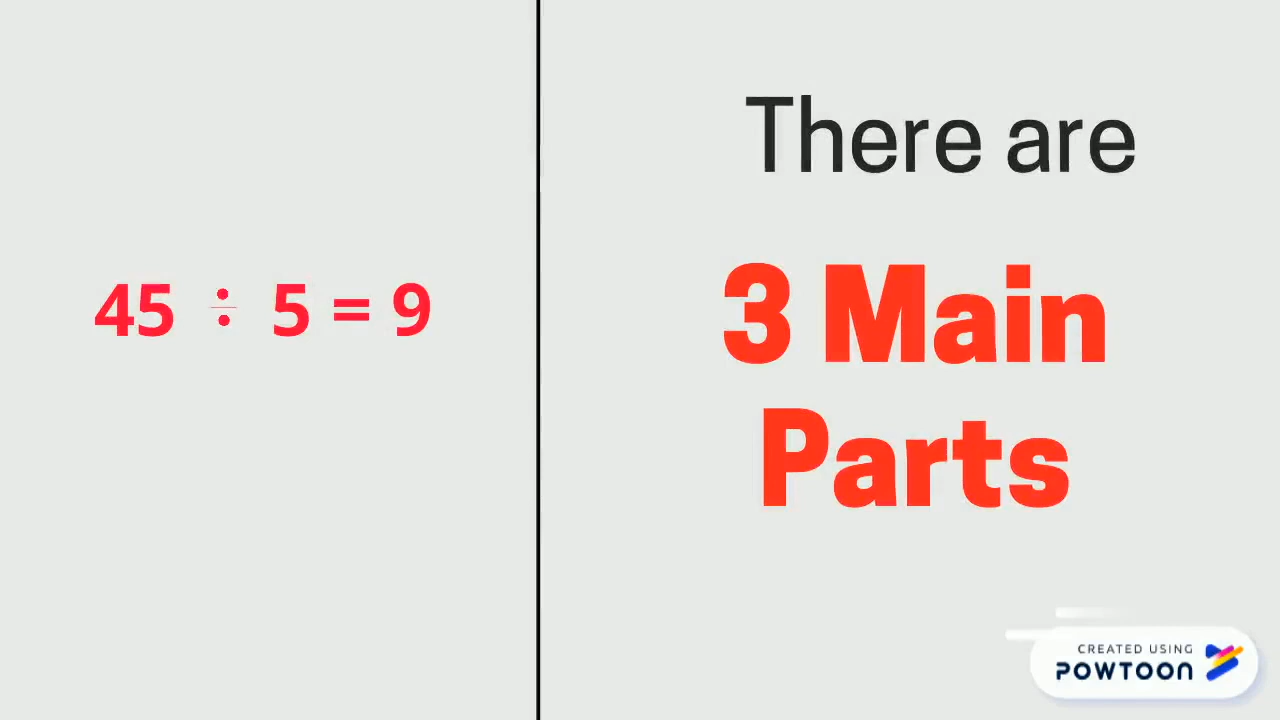 45 ÷ 5 = 9
There are
3 Main
Parts
CREATED USING
POWTOON